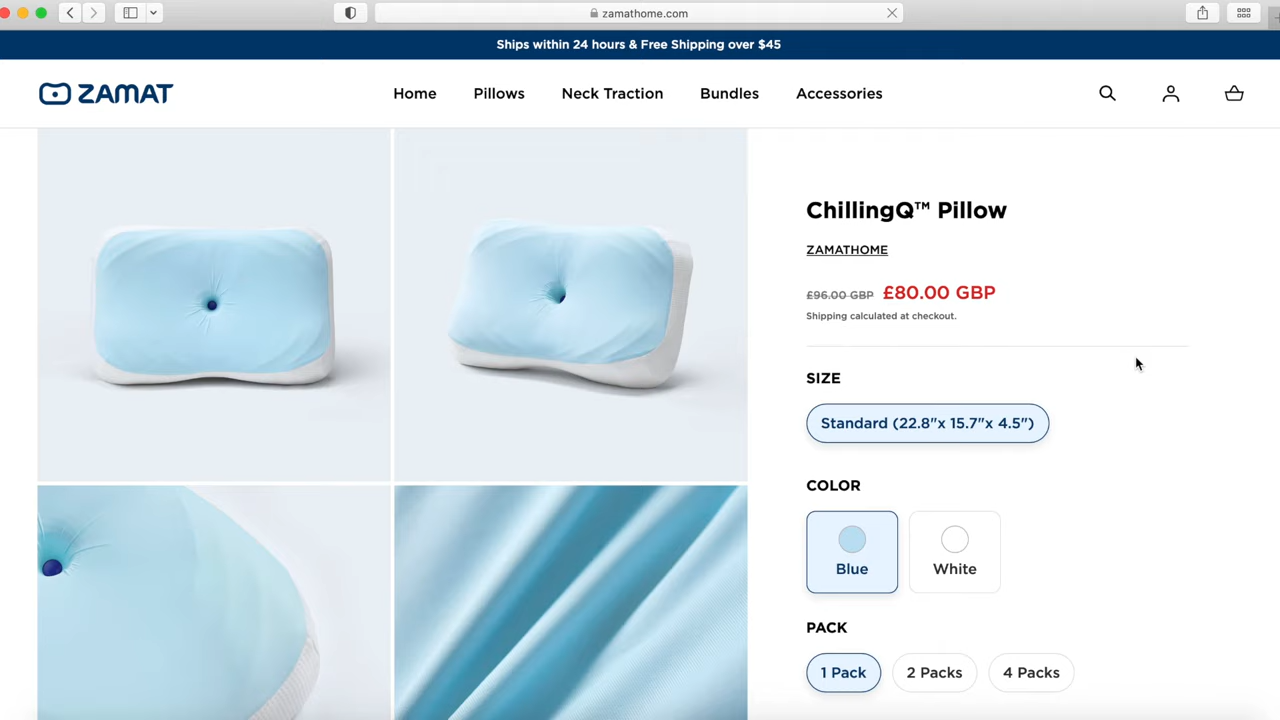 zamathome.com
Ships within 24 hours & Free Shipping over $45
ZAMAT
Home
Pillows
Neck Traction
Bundles
Accessories
ChillingQ™ Pillow
ZAMATHOME
£96.00 GBP £80.00 GBP
Shipping calculated at checkout.
SIZE
Standard (22.8"x 15.7"x 4.5")
COLOR
Blue
White
PACK
1 Pack
2 Packs
4 Packs